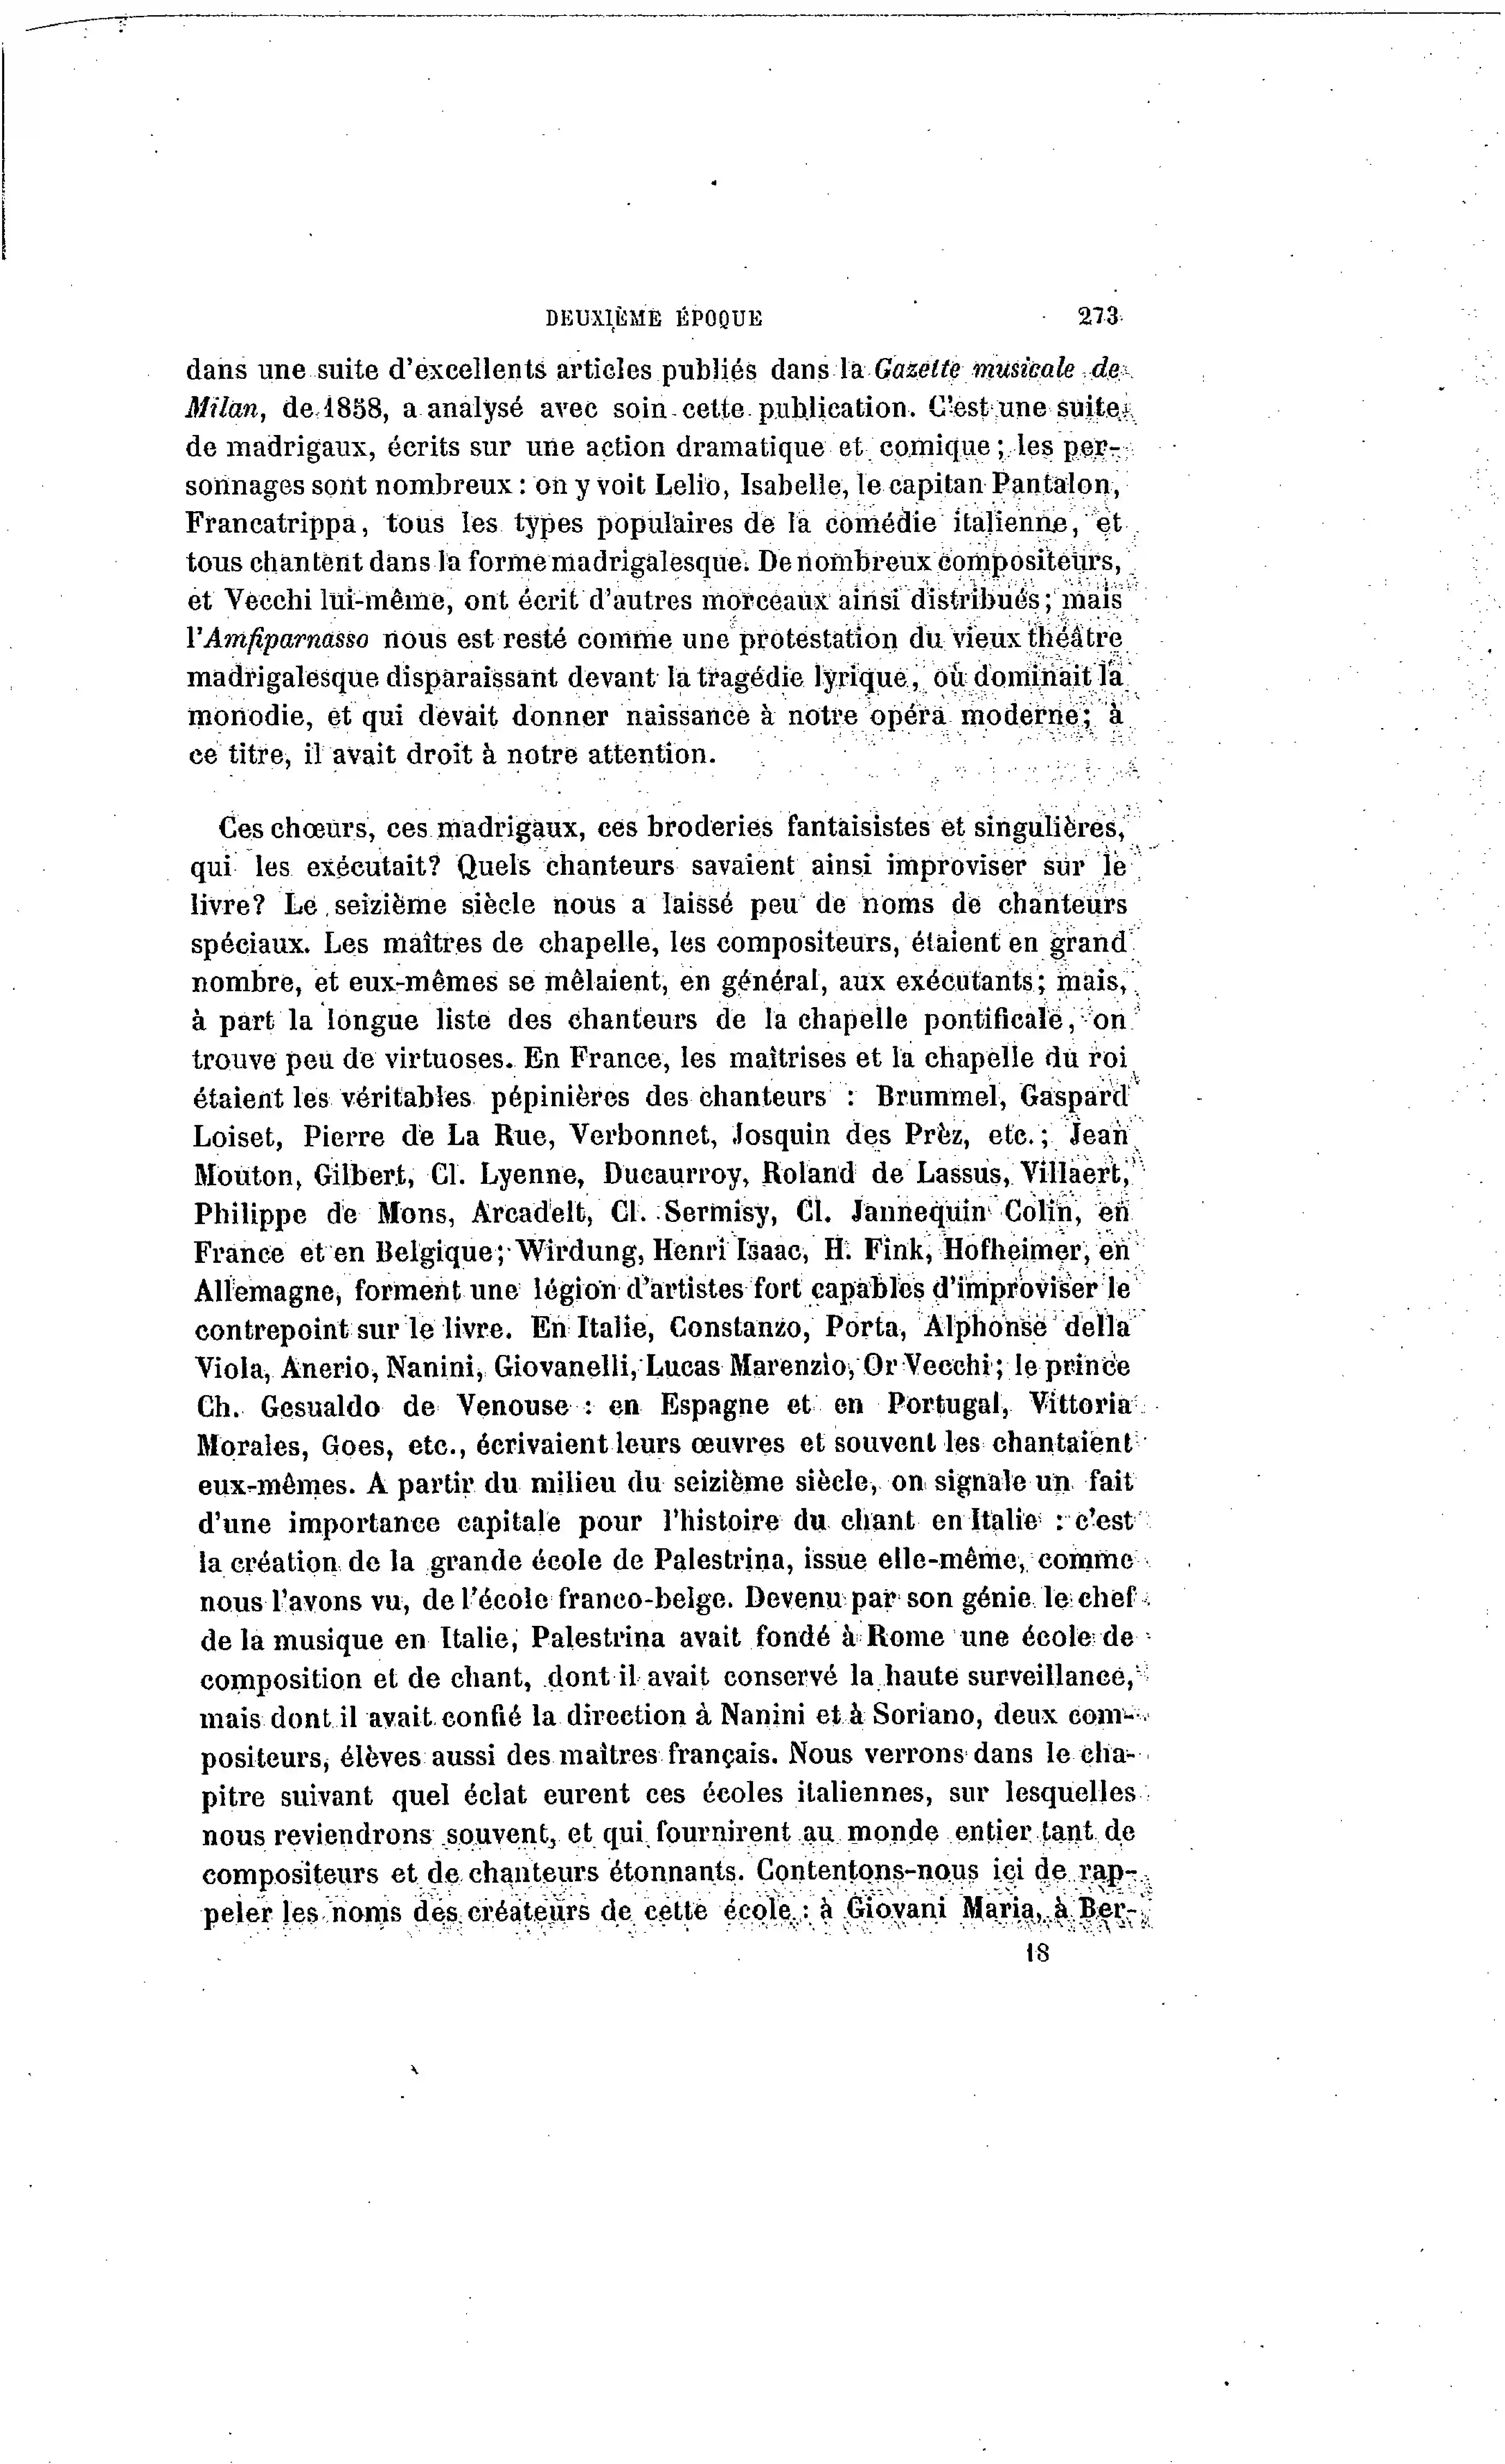 DEUXIÈME ÉPOQUE 273
dans une suite d'excellents articles publiés dans la Gazette musicale de
Milan, de 1858, a analysé avec soin cette publication. C'est une suite
de madrigaux, écrits sur une action dramatique et comique; les per-
sonnages sont nombreux: on y voit Lelio, Isabelle, le capitan Pantalon,
Francatrippa, tous les types populaires de la comédie italienne, et
tous chantent dans la forme madrigalesque. De nombreux compositeurs,
et Vecchi lui-même, ont écrit d'autres morceaux ainsi distribués; mais
l'Amfiparnasso nous est resté comme une protestation du vieux théâtre
madrigalesque disparaissant devant la tragédie lyrique, où dominait la
monodie, et qui devait donner naissance à notre opéra moderne; à
ce titre, il avait droit à notre attention.
Ces chœurs, ces madrigaux, ces broderies fantaisistes et singulières,
qui les exécutait? Quels chanteurs savaient ainsi improviser sur le
livre? Le seizième siècle nous a laissé peu de noms de chanteurs
spéciaux. Les maîtres de chapelle, les compositeurs, étaient en grand
nombre, et eux-mêmes se mêlaient, en général, aux exécutants; mais,
à part la longue liste des chanteurs de la chapelle pontificale, on
trouve peu de virtuoses. En France, les maîtrises et la chapelle du roi
étaient les véritables pépinières des chanteurs : Brummel, Gaspard
Loiset, Pierre de La Rue, Verbonnet, Josquin des Prèz, etc.; Jean
Mouton, Gilbert, Cl. Lyenne, Ducaurroy, Roland de Lassus, Villaert,
Philippe de Mons, Arcadelt, Cl. Sermisy, Cl. Jannequin Colin, en
France et en Belgique; Wirdung, Henri Isaac, H. Fink, Hofheimer, en
Allemagne, forment une légion d'artistes fort capables d'improviser le
contrepoint sur le livre. En Italie, Constanzo, Porta, Alphonse della
Viola, Anerio, Nanini, Giovanelli, Lucas Marenzio, Or Vecchi; le prince
Ch. Gesualdo de Venouse : en Espagne et en Portugal, Vittoria
Morales, Goes, etc., écrivaient leurs œuvres et souvent les chantaient
eux-mêmes. A partir du milieu du seizième siècle, on signale un fait
d'une importance capitale pour l'histoire du chant en Italie : c'est
la création de la grande école de Palestrina, issue elle-même, comme
nous l'avons vu, de l'école franco-belge. Devenu par son génie le chef
de la musique en Italie, Palestrina avait fondé à Rome une école de
composition et de chant, dont il avait conservé la haute surveillance,
mais dont il avait confié la direction à Nanini et à Soriano, deux com-
positeurs, élèves aussi des maîtres français. Nous verrons dans le cha-
pitre suivant quel éclat eurent ces écoles italiennes, sur lesquelles
nous reviendrons souvent, et qui fournirent au monde entier tant de
compositeurs et de chanteurs étonnants. Contentons-nous ici de rap-
peler les noms des créateurs de cette école : à Giovani Maria, à Ber-
18